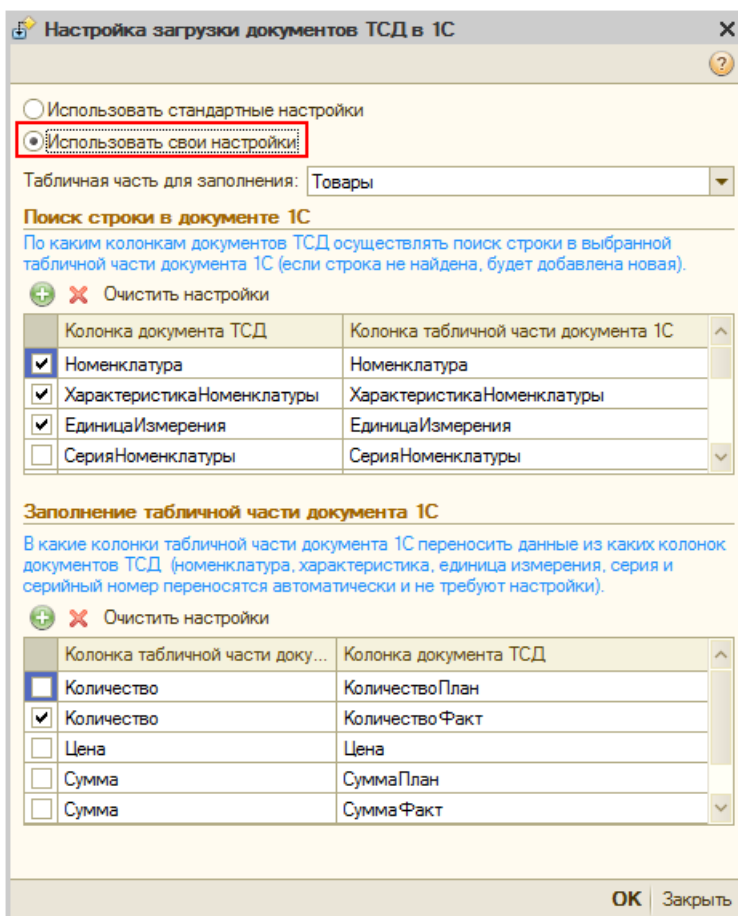 Настройка загрузки документов ТСД в 1С
Использовать стандартные настройки
Использовать свои настройки
Табличная часть для заполнения: Товары
Поиск строки в документе 1С
По каким колонкам документов ТСД осуществлять поиск строки в выбранной
табличной части документа 1С (если строка не найдена, будет добавлена новая).
Очистить настройки
Колонка документа ТСД Колонка табличной части документа 1С
Номенклатура Номенклатура
ХарактеристикаНоменклатуры ХарактеристикаНоменклатуры
ЕдиницаИзмерения ЕдиницаИзмерения
СерияНоменклатуры СерияНоменклатуры
Заполнение табличной части документа 1С
В какие колонки табличной части документа 1С переносить данные из каких колонок
документов ТСД (номенклатура, характеристика, единица измерения, серия и
серийный номер переносятся автоматически и не требуют настройки).
Очистить настройки
Колонка табличной части доку... Колонка документа ТСД
Количество КоличествоПлан
Количество КоличествоФакт
Цена Цена
Сумма СуммаПлан
Сумма СуммаФакт
OK Закрыть